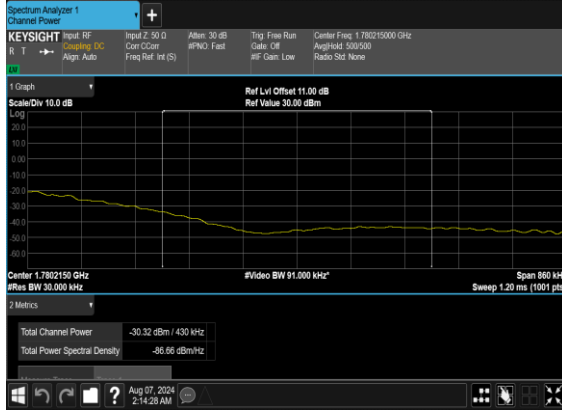 Spectrum Analyzer 1
Channel Power
+
KEYSIGHT
R T
Input: RF
Coupling: DC
Align: Auto
Input Z: 50 Ω
Corr CCorr
Freq Ref: Int (S)
Atten: 30 dB
#PNO: Fast
Trig: Free Run
Gate: Off
#IF Gain: Low
Center Freq: 1.780215000 GHz
Avg|Hold: 500/500
Radio Std: None
1 Graph
Scale/Div 10.0 dB
Ref Lvl Offset 11.00 dB
Ref Value 30.00 dBm
Log
20.0
10.0
0.00
-10.0
-20.0
-30.0
-40.0
-50.0
-60.0
Center 1.7802150 GHz
#Res BW 30.000 kHz
#Video BW 91.000 kHz*
Span 860 kH
Sweep 1.20 ms (1001 pts
2 Metrics
Total Channel Power -30.32 dBm / 430 kHz
Total Power Spectral Density -86.66 dBm/Hz
?
Aug 07, 2024
2:14:28 AM